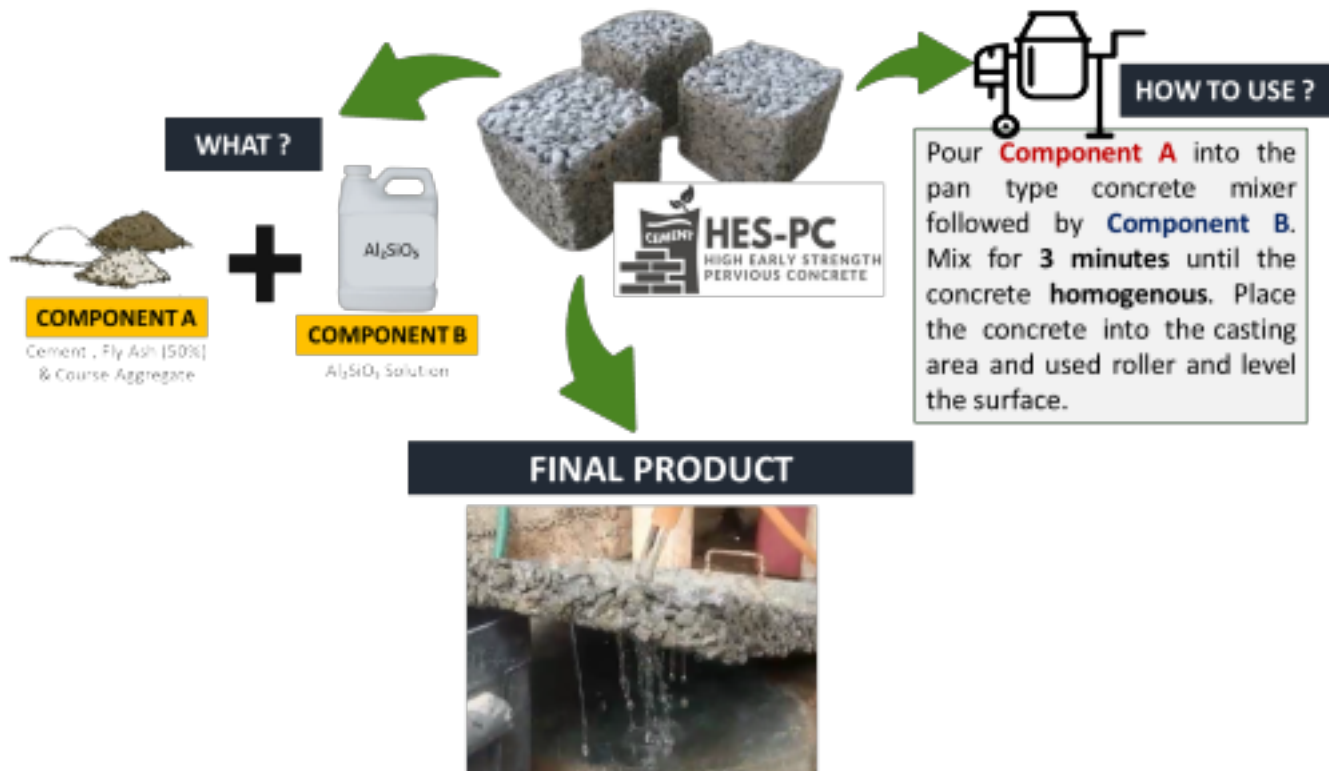 WHAT ?
Al₂SiO₅
COMPONENT A
Cement , Fly Ash (50%)
& Course Aggregate
COMPONENT B
Al₂SiO₅ Solution
CEMENT
HES-PC
HIGH EARLY STRENGTH
PERVIOUS CONCRETE
HOW TO USE ?
Pour Component A into the
pan type concrete mixer
followed by Component B.
Mix for 3 minutes until the
concrete homogenous. Place
the concrete into the casting
area and used roller and level
the surface.
FINAL PRODUCT